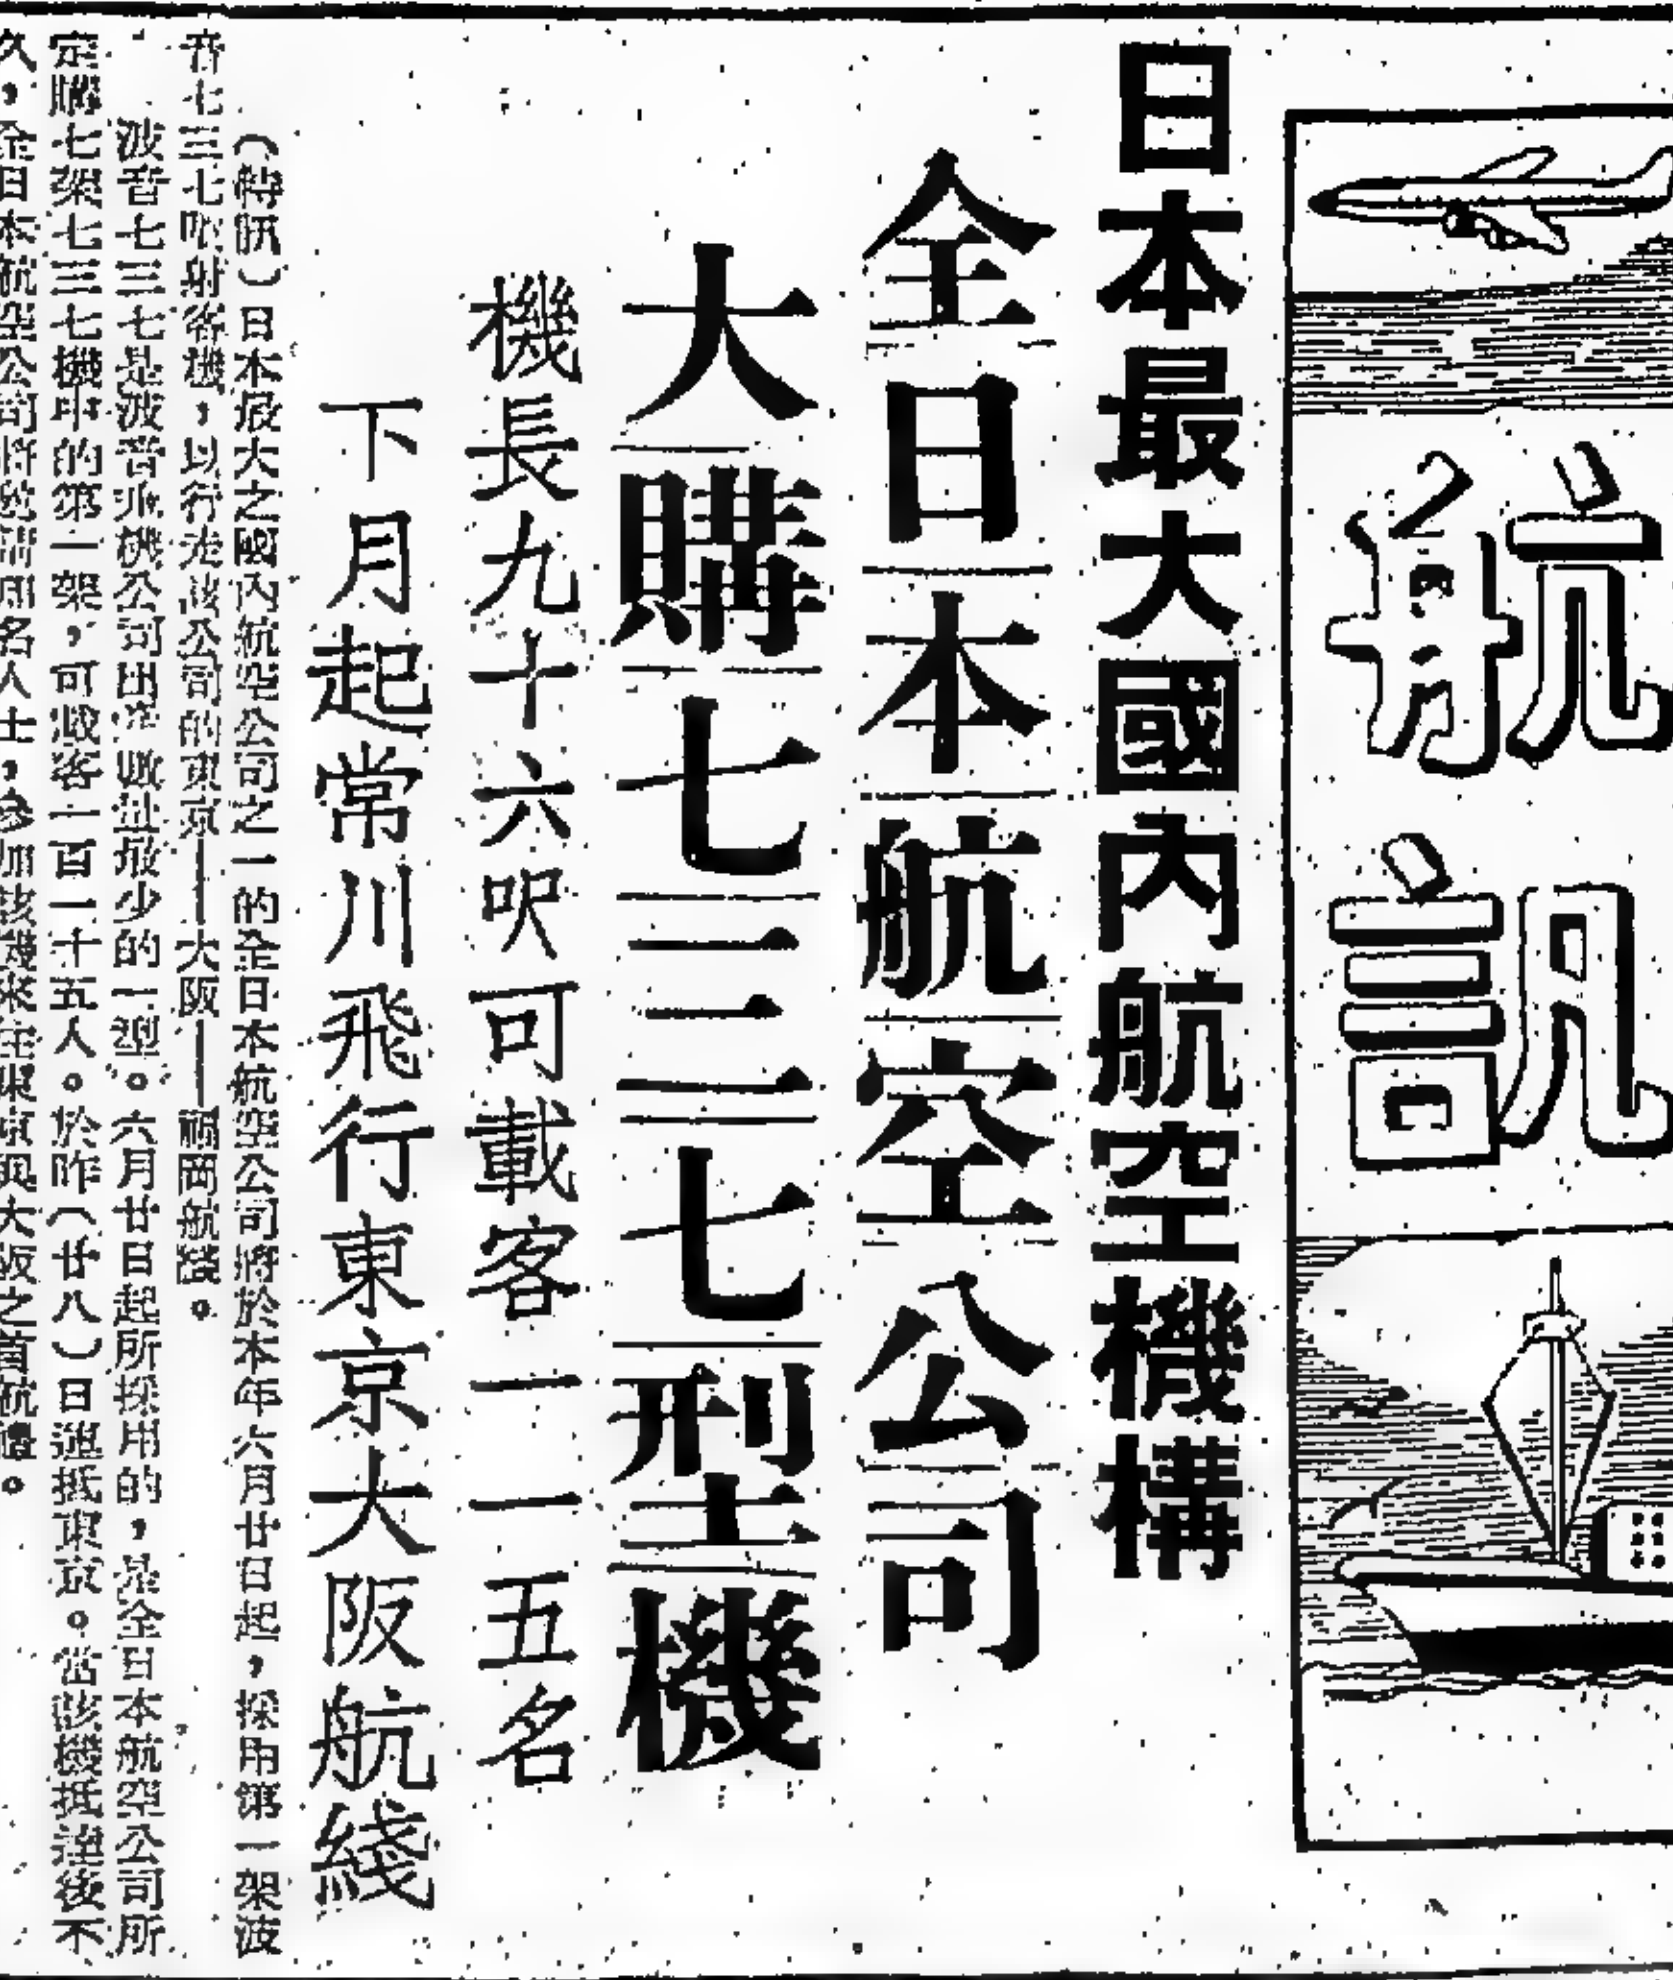 航訊
日本最大國內航空機構
全日本航空公司
大購七三七型機
機長九十六呎可載客一一五名
下月起常川飛行東京大阪航綫
（特訊）日本最大之國內航空公司之一的全日本航空公司將於本年六月廿日起，採用第一架波
音七三七噴射客機，以行走該公司的東京——大阪——福岡航綫。
波音七三七是波音飛機公司出產噸位最少的一型。六月廿日起所採用的，是全日本航空公司所
定購七架七三七機中的第一架，可載客一百一十五人。於昨（廿八）日運抵東京。當該機抵達後不
久，全日本航空公司將邀請知名人士，參加該機來往東京與大阪之首航禮。